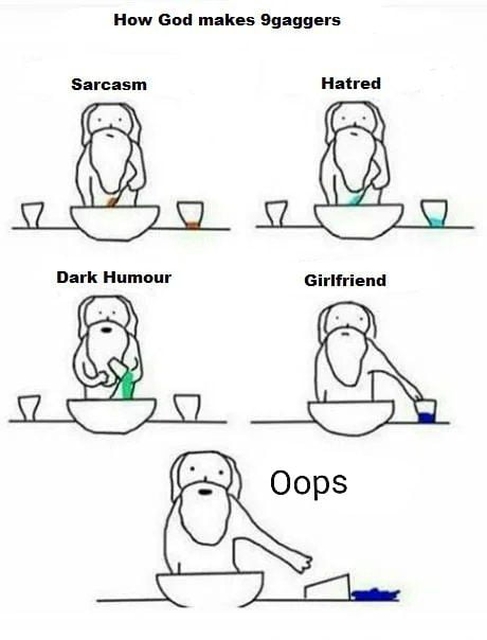 How God makes 9gaggers
Sarcasm
Hatred
Dark Humour
Girlfriend
Oops